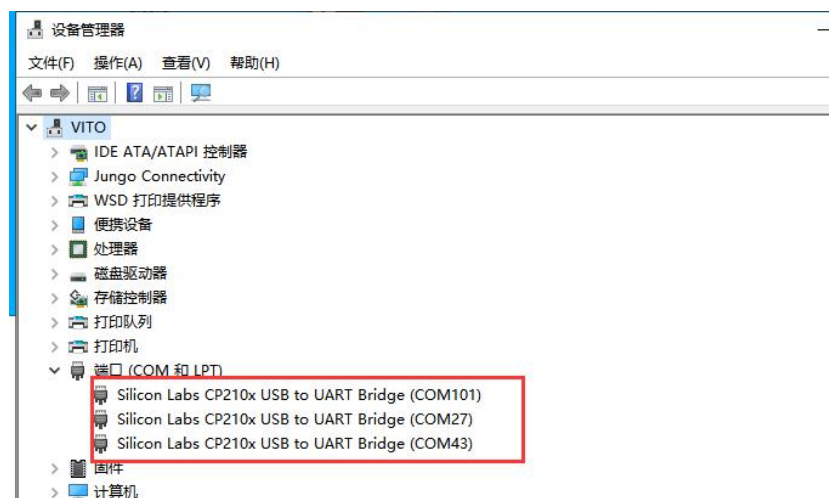 设备管理器
文件(F) 操作(A) 查看(V) 帮助(H)
VITO
IDE ATA/ATAPI 控制器
Jungo Connectivity
WSD 打印提供程序
便携设备
处理器
磁盘驱动器
存储控制器
打印队列
打印机
端口 (COM 和 LPT)
Silicon Labs CP210x USB to UART Bridge (COM101)
Silicon Labs CP210x USB to UART Bridge (COM27)
Silicon Labs CP210x USB to UART Bridge (COM43)
固件
计算机